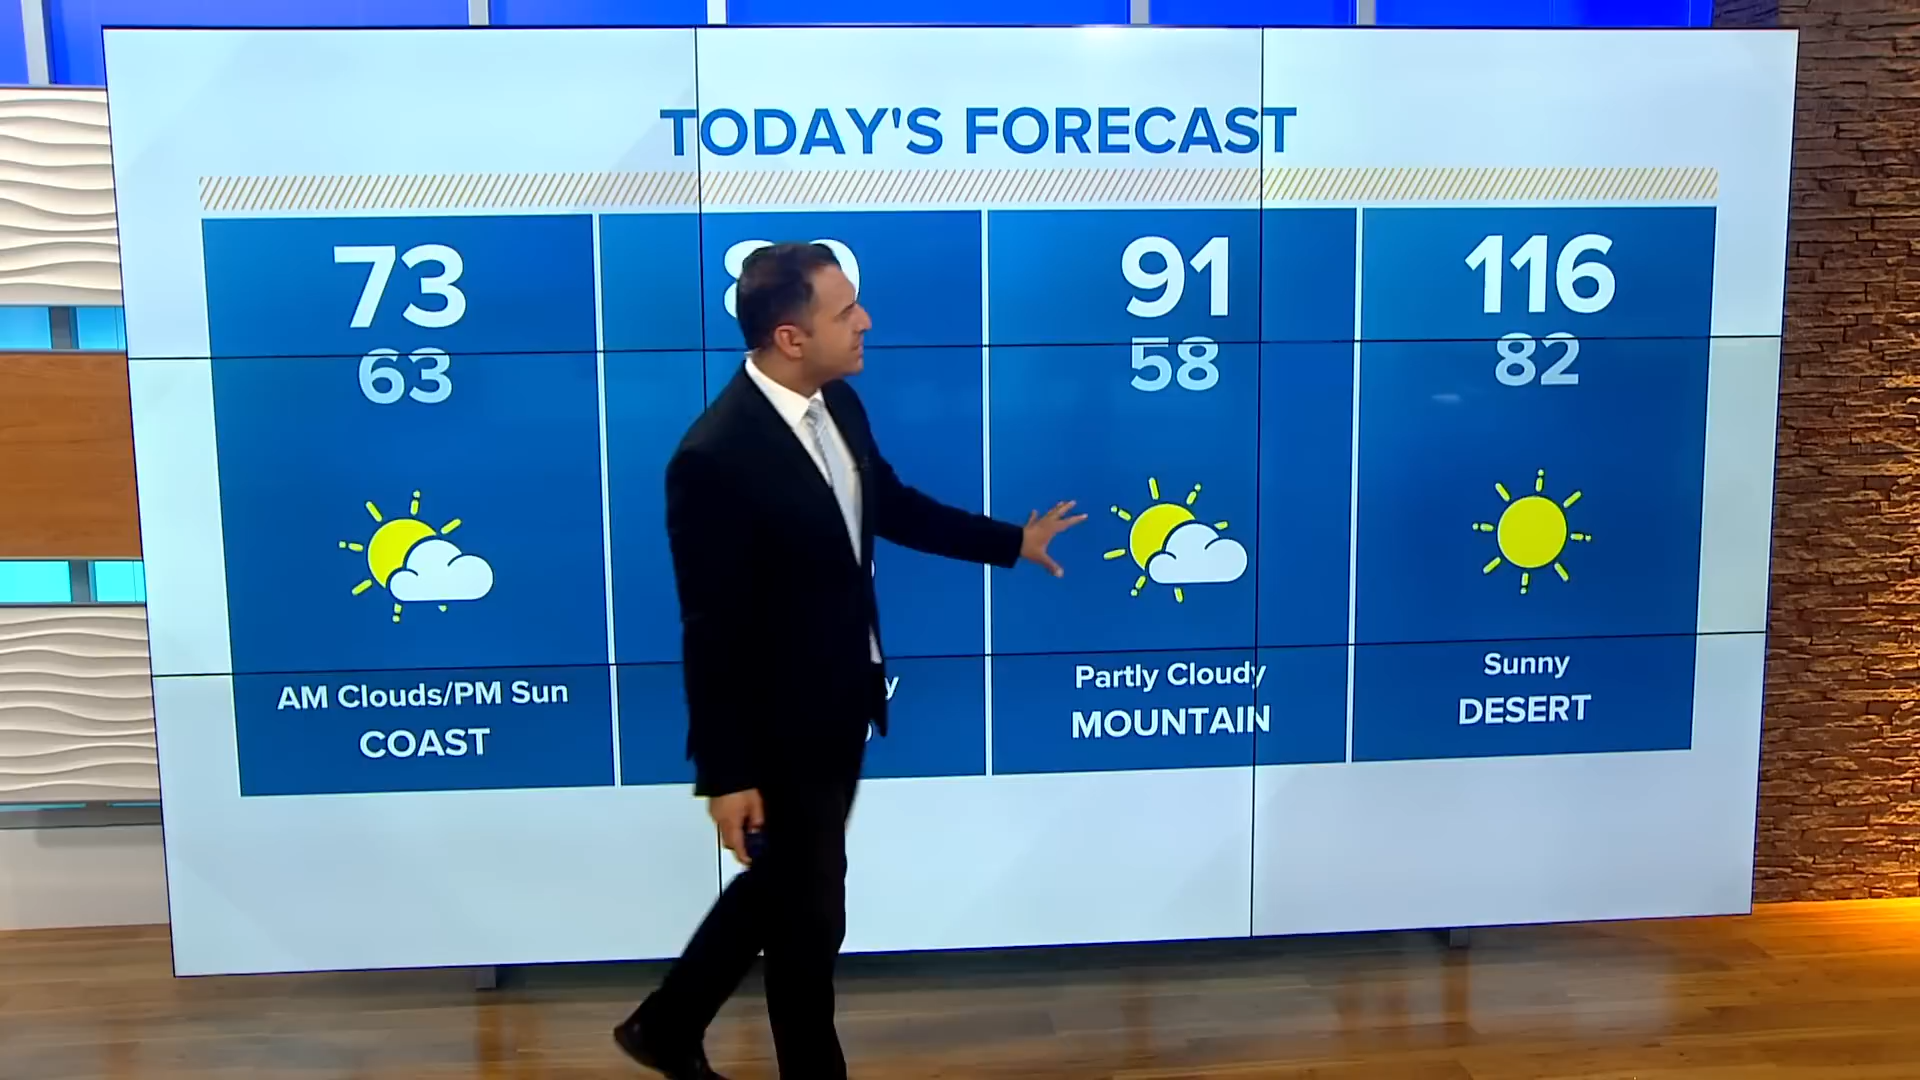 TODAY'S FORECAST
73
63
AM Clouds/PM Sun
COAST
91
58
Partly Cloudy
MOUNTAIN
116
82
Sunny
DESERT